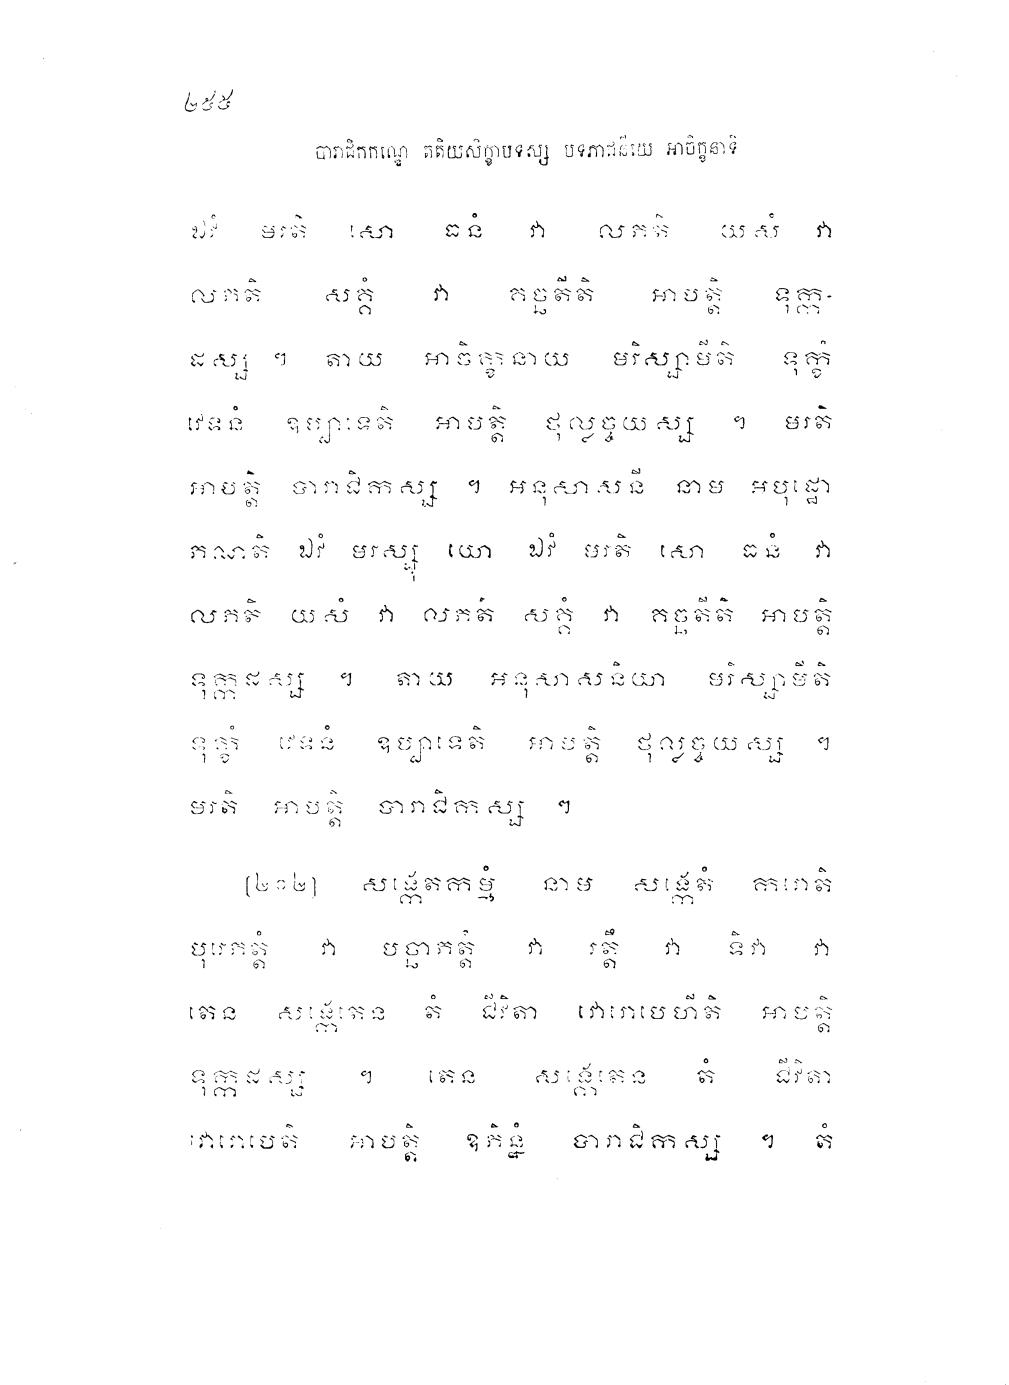 ២៥៥
បារាជិកកណ្ឌេ តតិយសិក្ខាបទស្ស បទភាជនីយេ អាចិក្ខនាទិ
ឯវំ មរតិ សោ ធនំ វា លភតិ យសំ វា
លភតិ សគ្គំ វា គច្ឆតីតិ អាបត្តិ ទុក្ក-
ដស្ស ។ តាយ អាចិក្ខនាយ មរិស្សាមីតិ ទុក្ខំ
វេទនំ ឧប្បាទេតិ អាបត្តិ ថុល្លច្ចយស្ស ។ មរតិ
អាបត្តិ បារាជិកស្ស ។ អនុសាសនី នាម អបុដ្ឋោ
ភណតិ ឯវំ មរស្សុ យោ ឯវំ មរតិ សោ ធនំ វា
លភតិ យសំ វា លភតិ សគ្គំ វា គច្ឆតីតិ អាបត្តិ
ទុក្កដស្ស ។ តាយ អនុសាសនិយា មរិស្សាមីតិ
ទុក្ខំ វេទនំ ឧប្បាទេតិ អាបត្តិ ថុល្លច្ចយស្ស ។
មរតិ អាបត្តិ បារាជិកស្ស ។
[២០២] សង្កេតកម្មំ នាម សង្កេតំ ករោតិ
បុរេភត្តំ វា បច្ឆាភត្តំ វា រត្តឹ វា ទិវា វា
តេន សង្កេតេន តំ ជីវិតា វោរោបេហីតិ អាបត្តិ
ទុក្កដស្ស ។ តេន សង្កេតេន តំ ជីវិតា
វោរោបេតិ អាបត្តិ ឧភិន្នំ បារាជិកស្ស ។ តំ